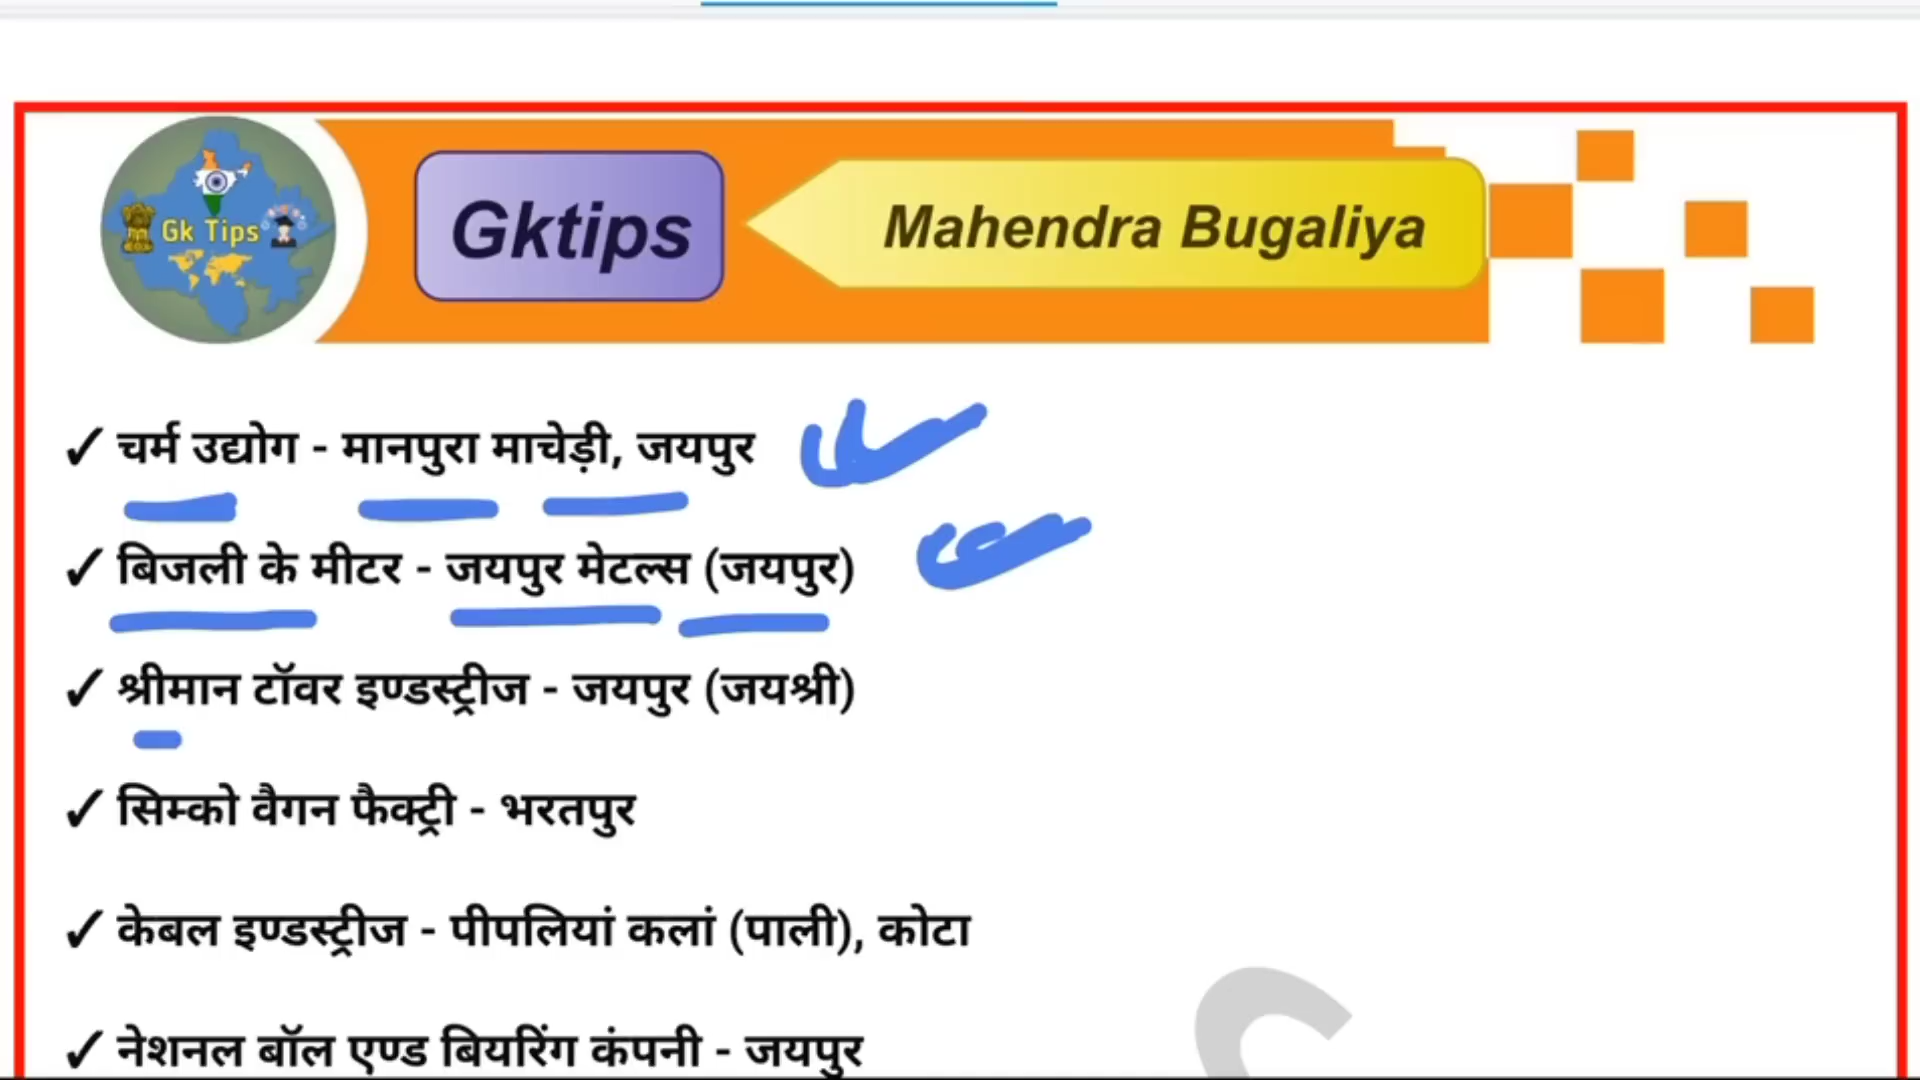 Gk Tips
Gktips
Mahendra Bugaliya
✓ चर्म उद्योग - मानपुरा माचेड़ी, जयपुर
✓ बिजली के मीटर - जयपुर मेटल्स (जयपुर)
✓ श्रीमान टॉवर इण्डस्ट्रीज - जयपुर (जयश्री)
✓ सिम्को वैगन फैक्ट्री - भरतपुर
✓ केबल इण्डस्ट्रीज - पीपलियां कलां (पाली), कोटा
✓ नेशनल बॉल एण्ड बियरिंग कंपनी - जयपुर